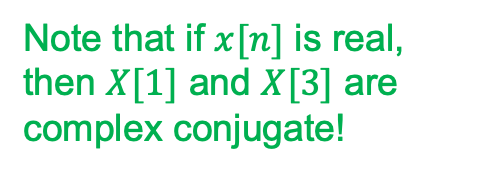 Note that if x[n] is real,
then X[1] and X[3] are
complex conjugate!